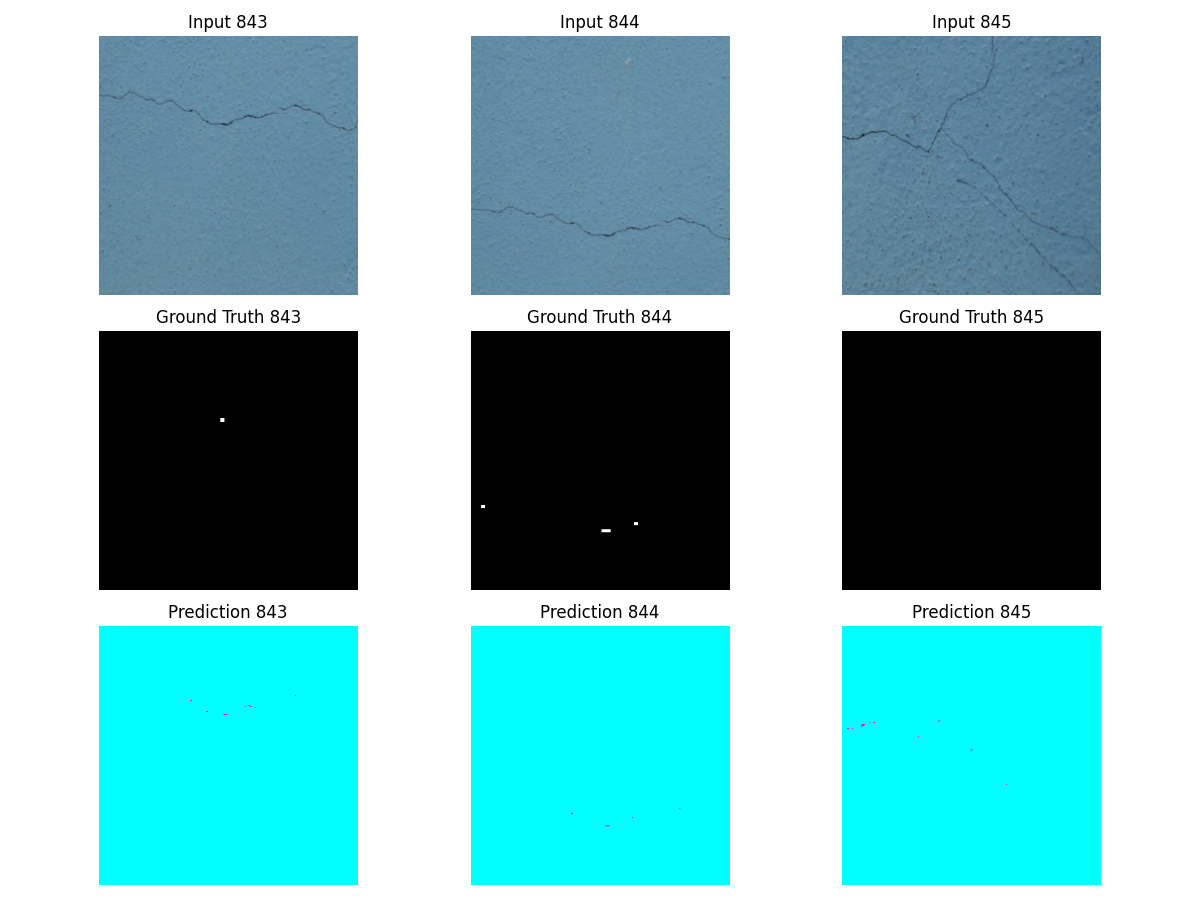 Input 843
Input 844
Input 845
Ground Truth 843
Ground Truth 844
Ground Truth 845
Prediction 843
Prediction 844
Prediction 845